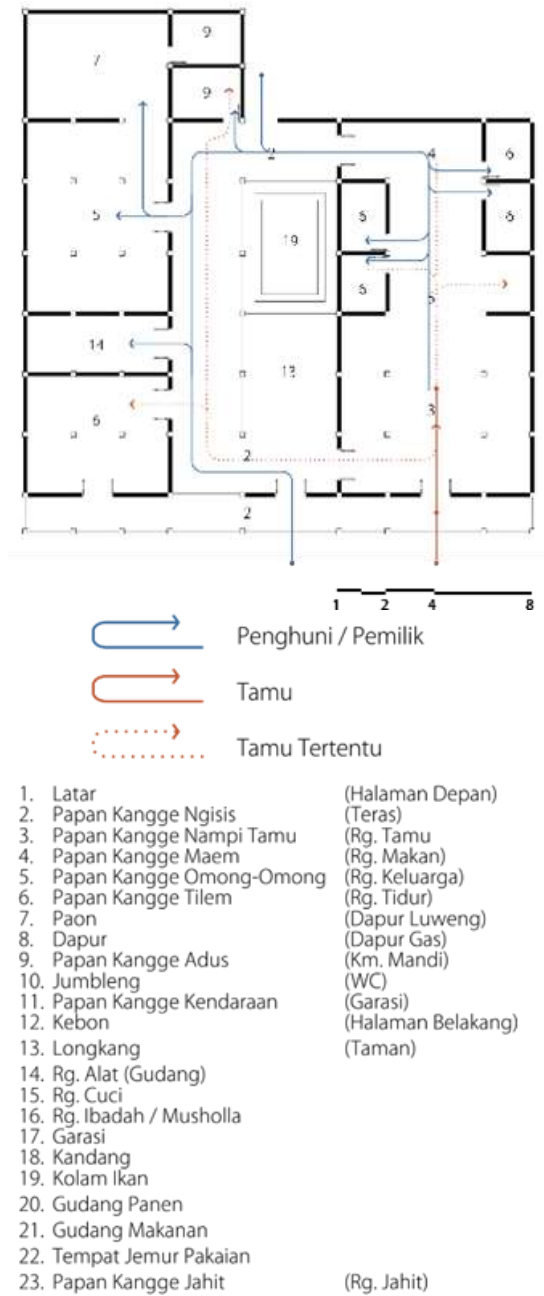 9
7
9
2
4
6
6
6
5
19
5
6
14
13
3
6
2
2
1 2 4 8
Penghuni / Pemilik
Tamu
Tamu Tertentu
1. Latar (Halaman Depan)
2. Papan Kangge Ngisis (Teras)
3. Papan Kangge Nampi Tamu (Rg. Tamu
4. Papan Kangge Maem (Rg. Makan)
5. Papan Kangge Omong-Omong (Rg. Keluarga)
6. Papan Kangge Tilem (Rg. Tidur)
7. Paon (Dapur Luweng)
8. Dapur (Dapur Gas)
9. Papan Kangge Adus (Km. Mandi)
10. Jumbleng (WC)
11. Papan Kangge Kendaraan (Garasi)
12. Kebon (Halaman Belakang)
13. Longkang (Taman)
14. Rg. Alat (Gudang)
15. Rg. Cuci
16. Rg. Ibadah / Musholla
17. Garasi
18. Kandang
19. Kolam Ikan
20. Gudang Panen
21. Gudang Makanan
22. Tempat Jemur Pakaian
23. Papan Kangge Jahit (Rg. Jahit)